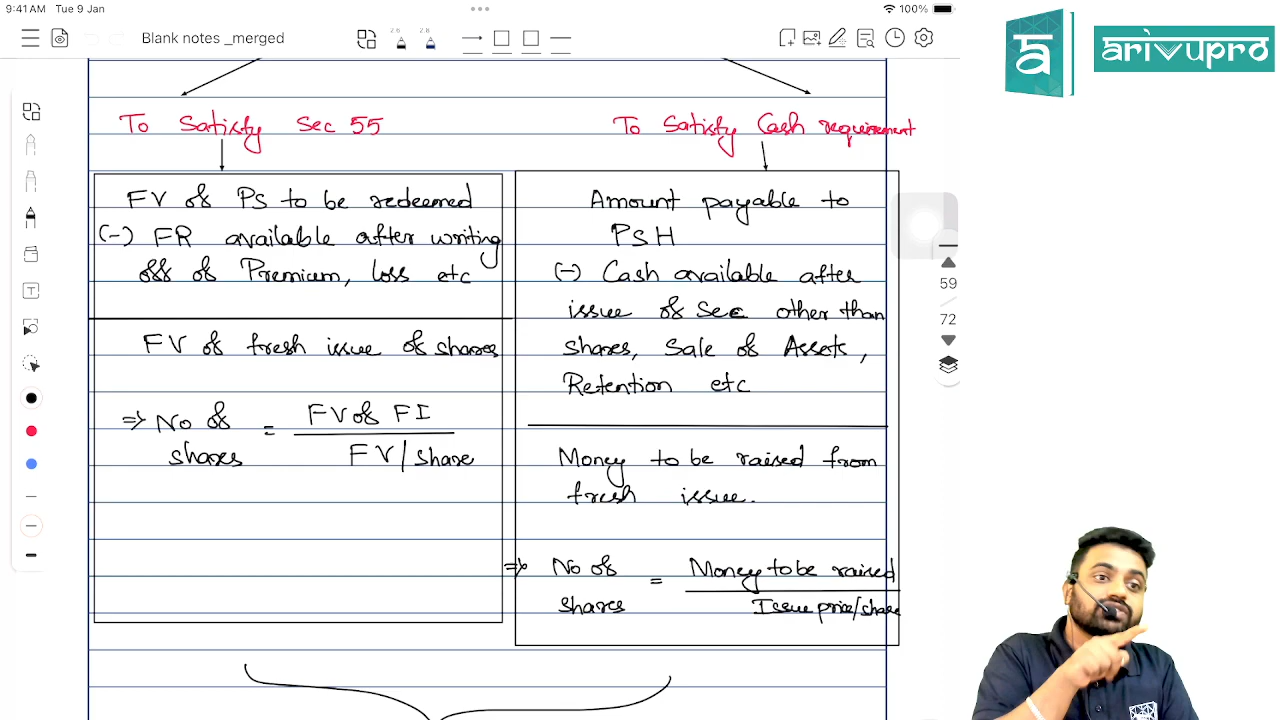 9:41 AM Tue 9 Jan
100%
Blank notes _merged
2.6
2.8
a
arivupro
To Satisfy Sec 55
To Satisfy Cash requirement
FV of PS to be redeemed
(-) FR available after writing
off of Premium, loss etc
FV of fresh issue of shares
⇒ No of shares = FV of FI / FV/share
Amount payable to
PSH
(-) Cash available after
issue of Sec other than
shares, Sale of Assets,
Retention etc
Money to be raised from
fresh issue.
⇒ No of shares = Money to be raised / Issue price/share
59
72
T